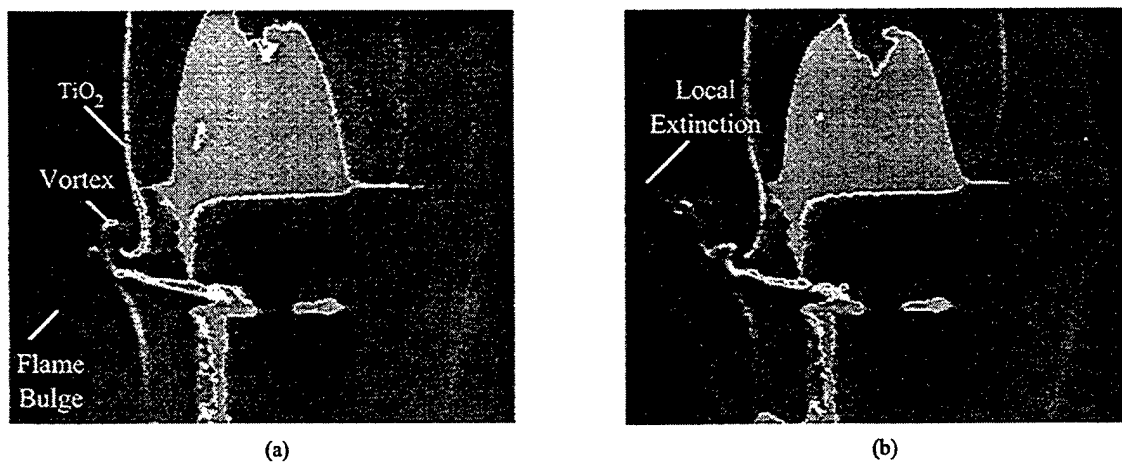 TiO₂
Vortex
Flame
Bulge
(a)
Local
Extinction
(b)